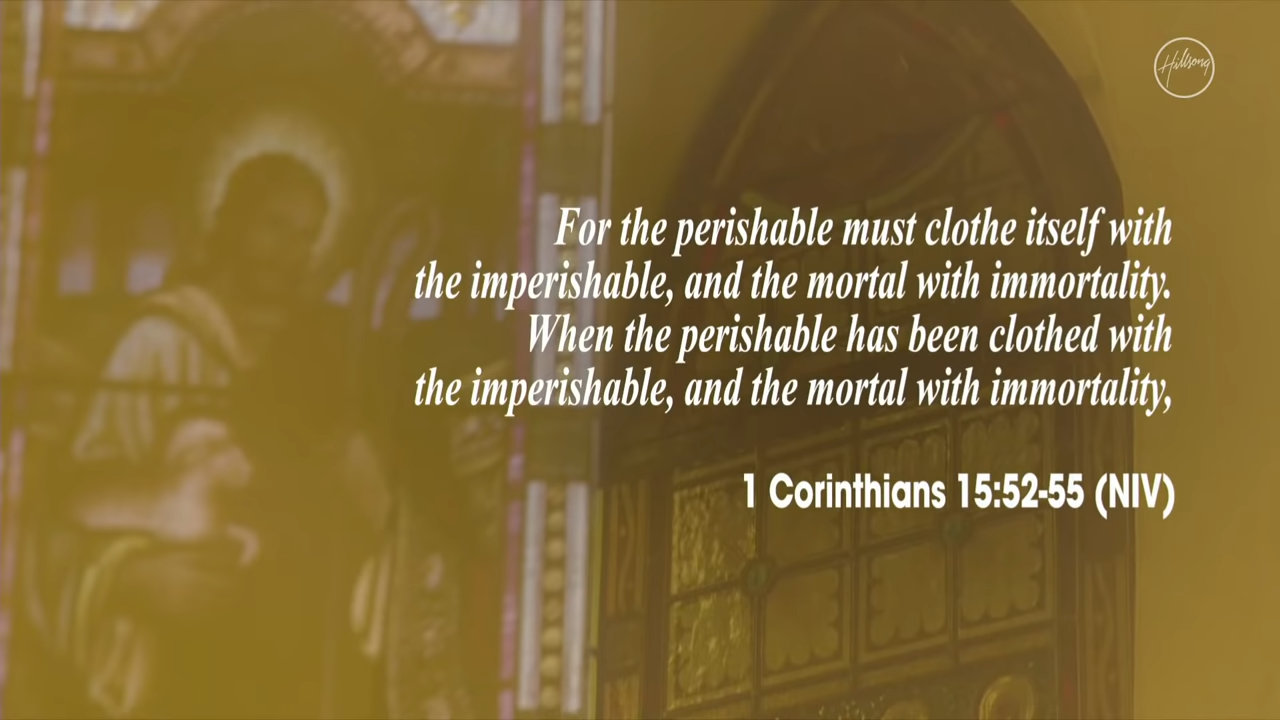 Hillsong
For the perishable must clothe itself with
the imperishable, and the mortal with immortality.
When the perishable has been clothed with
the imperishable, and the mortal with immortality,
1 Corinthians 15:52-55 (NIV)